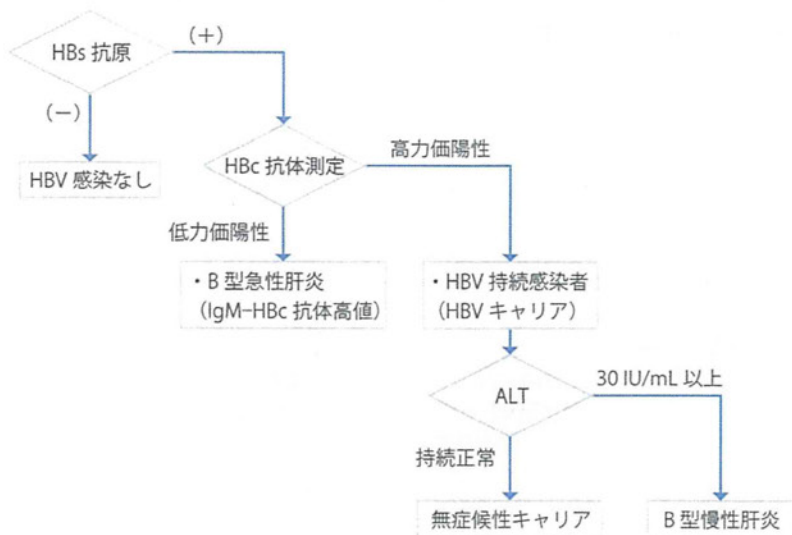 HBs 抗原
（＋）
（－）
HBV 感染なし
HBc 抗体測定
高力価陽性
低力価陽性
・B 型急性肝炎
（IgM−HBc 抗体高値）
・HBV 持続感染者
（HBV キャリア）
ALT
30 IU/mL 以上
持続正常
無症候性キャリア
B 型慢性肝炎